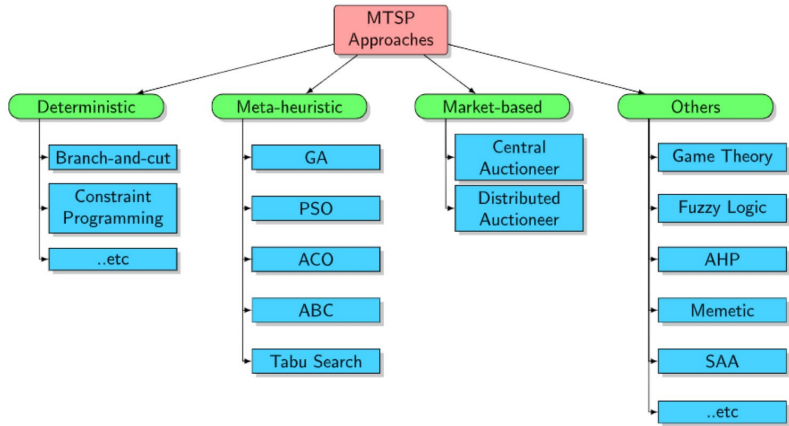 MTSP
Approaches
Deterministic
Branch-and-cut
Constraint
Programming
..etc
Meta-heuristic
GA
PSO
ACO
ABC
Tabu Search
Market-based
Central
Auctioneer
Distributed
Auctioneer
Others
Game Theory
Fuzzy Logic
AHP
Memetic
SAA
..etc